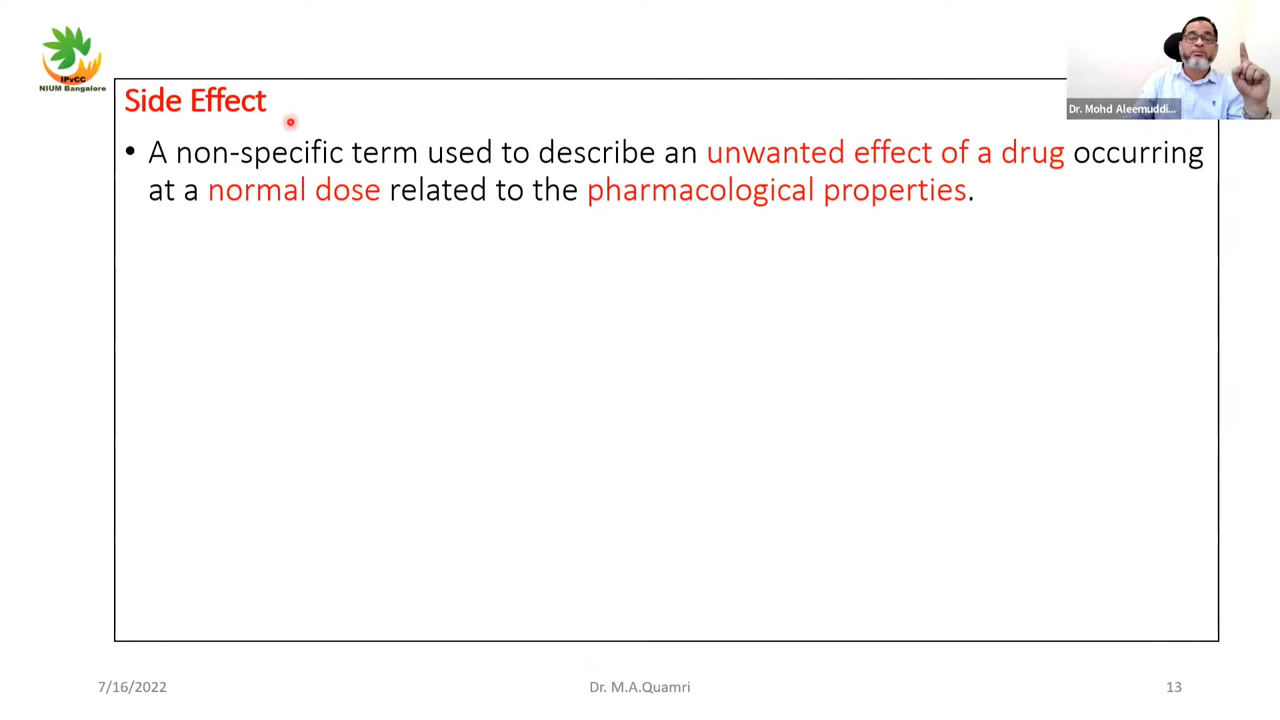 IPvCC
NIUM Bangalore
Dr. Mohd Aleemuddi...
Side Effect
• A non-specific term used to describe an unwanted effect of a drug occurring
at a normal dose related to the pharmacological properties.
7/16/2022
Dr. M.A.Quamri
13